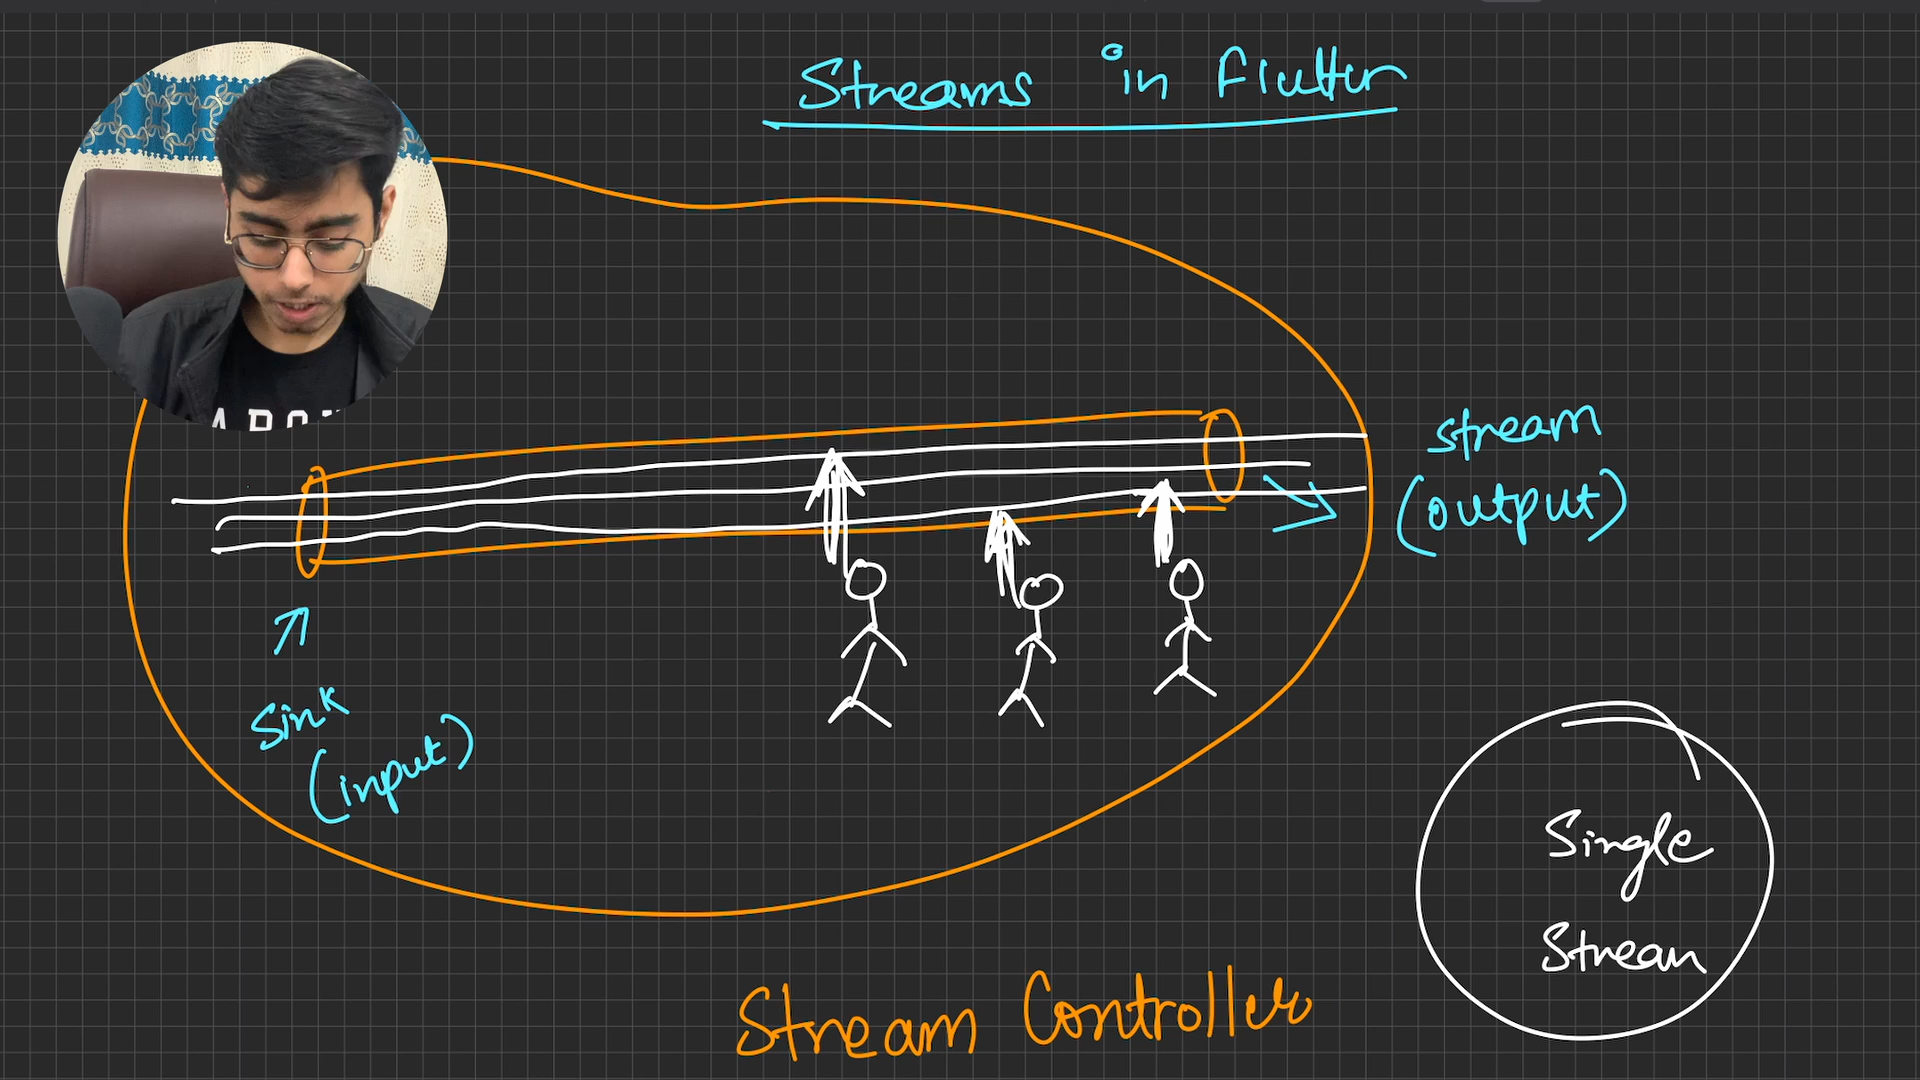 Streams in Flutter
stream
(output)
Sink
(input)
Single
Stream
Stream Controller